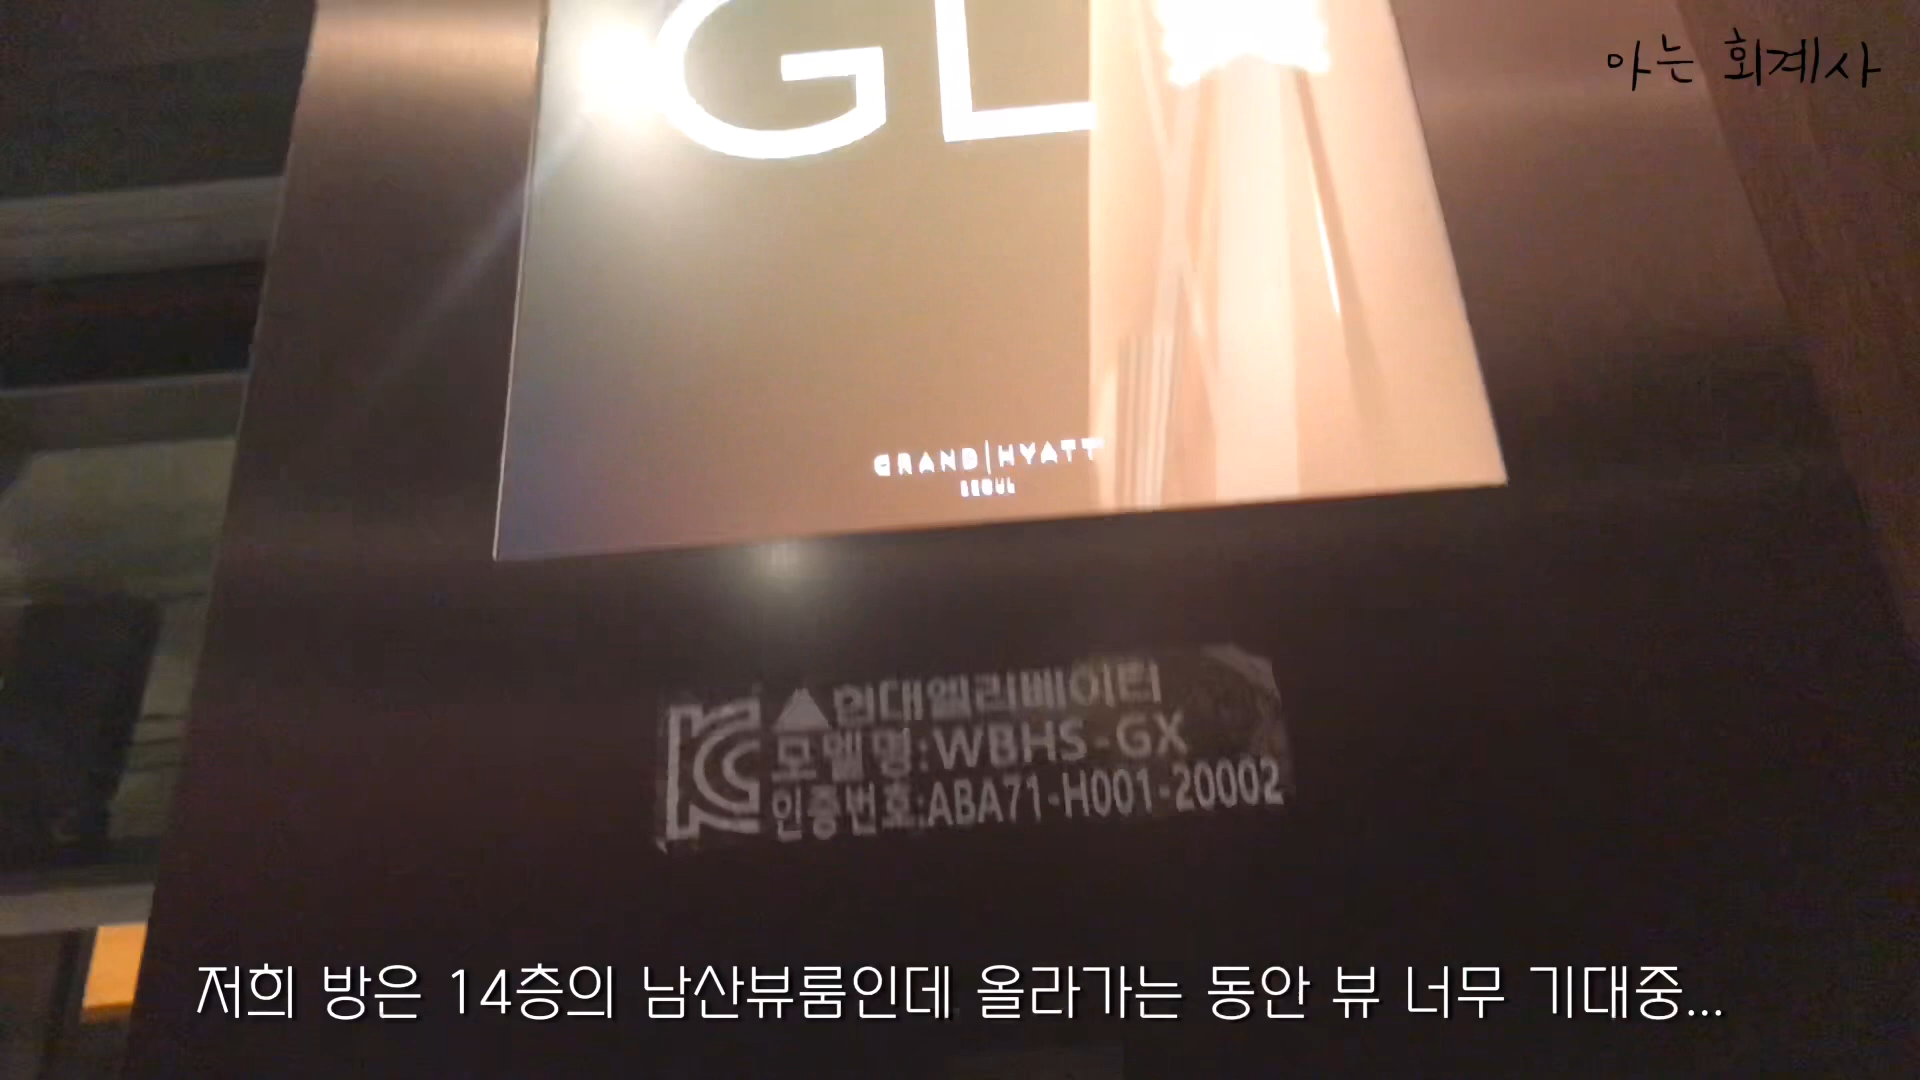 아는 회계사
GL
GRAND|HYATT
SEOUL
현대엘리베이터
모델명:WBHS-GX
인증번호:ABA71-H001-20002
저희 방은 14층의 남산뷰룸인데 올라가는 동안 뷰 너무 기대중...